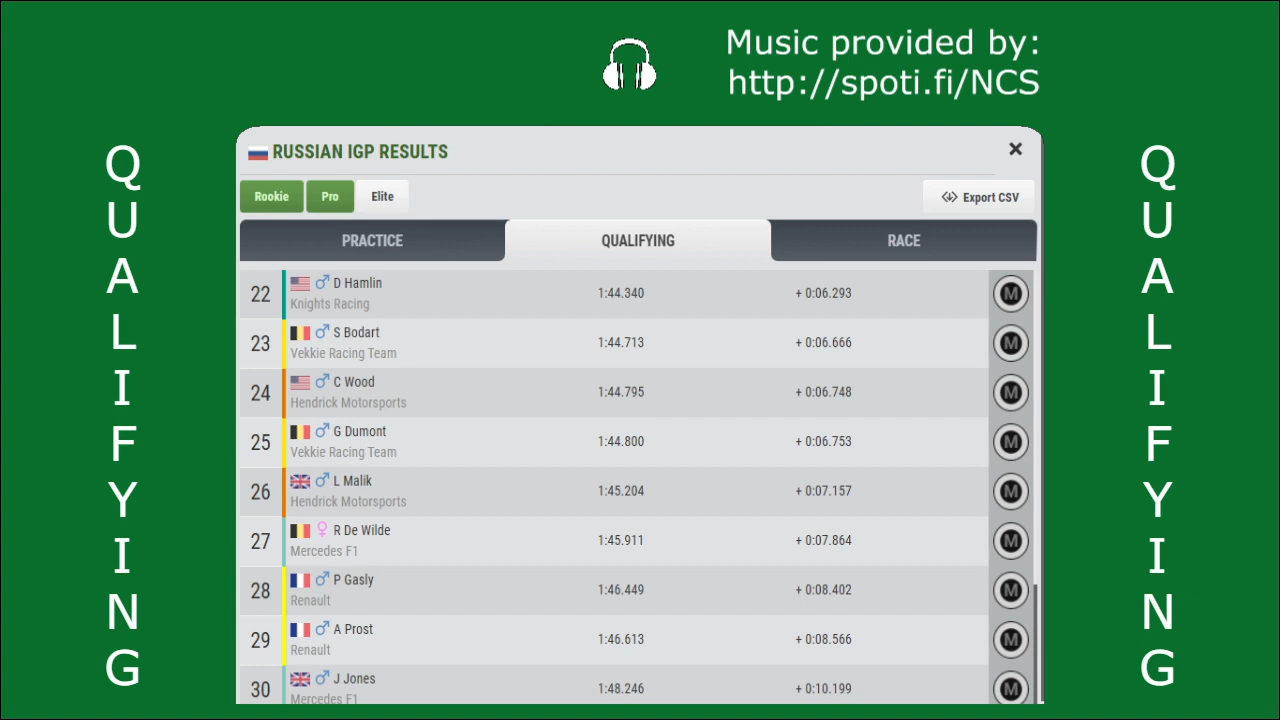 Music provided by:
http://spoti.fi/NCS
QUALIFYING
RUSSIAN IGP RESULTS
Rookie Pro Elite Export CSV
PRACTICE QUALIFYING RACE
22 D Hamlin 1:44.340 + 0:06.293 M
Knights Racing
23 S Bodart 1:44.713 + 0:06.666 M
Vekkie Racing Team
24 C Wood 1:44.795 + 0:06.748 M
Hendrick Motorsports
25 G Dumont 1:44.800 + 0:06.753 M
Vekkie Racing Team
26 L Malik 1:45.204 + 0:07.157 M
Hendrick Motorsports
27 R De Wilde 1:45.911 + 0:07.864 M
Mercedes F1
28 P Gasly 1:46.449 + 0:08.402 M
Renault
29 A Prost 1:46.613 + 0:08.566 M
Renault
30 J Jones 1:48.246 + 0:10.199 M
Mercedes F1
QUALIFYING